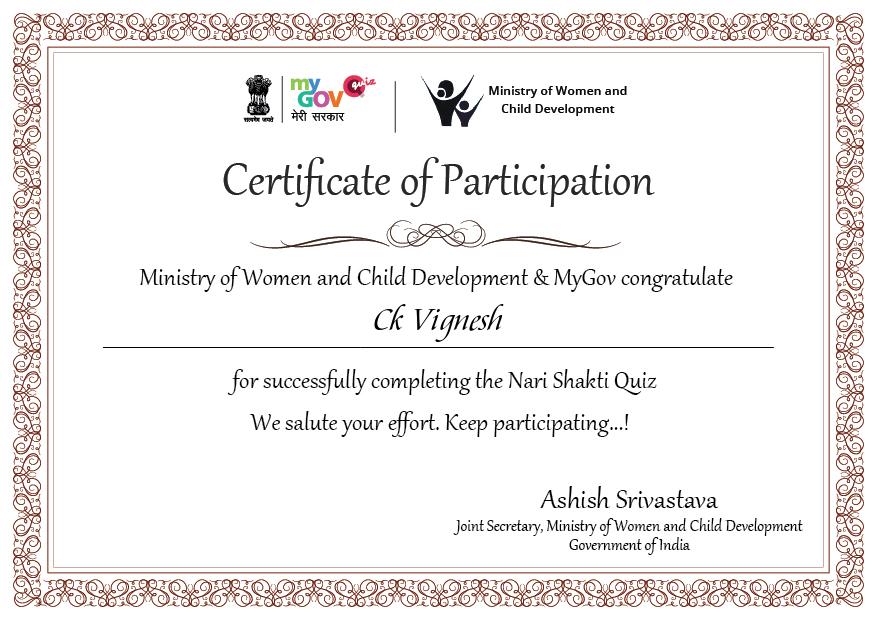 सत्यमेव जयते
my
GOV
quiz
मेरी सरकार
Ministry of Women and
Child Development
Certificate of Participation
Ministry of Women and Child Development & MyGov congratulate
Ck Vignesh
for successfully completing the Nari Shakti Quiz
We salute your effort. Keep participating...!
Ashish Srivastava
Joint Secretary, Ministry of Women and Child Development
Government of India